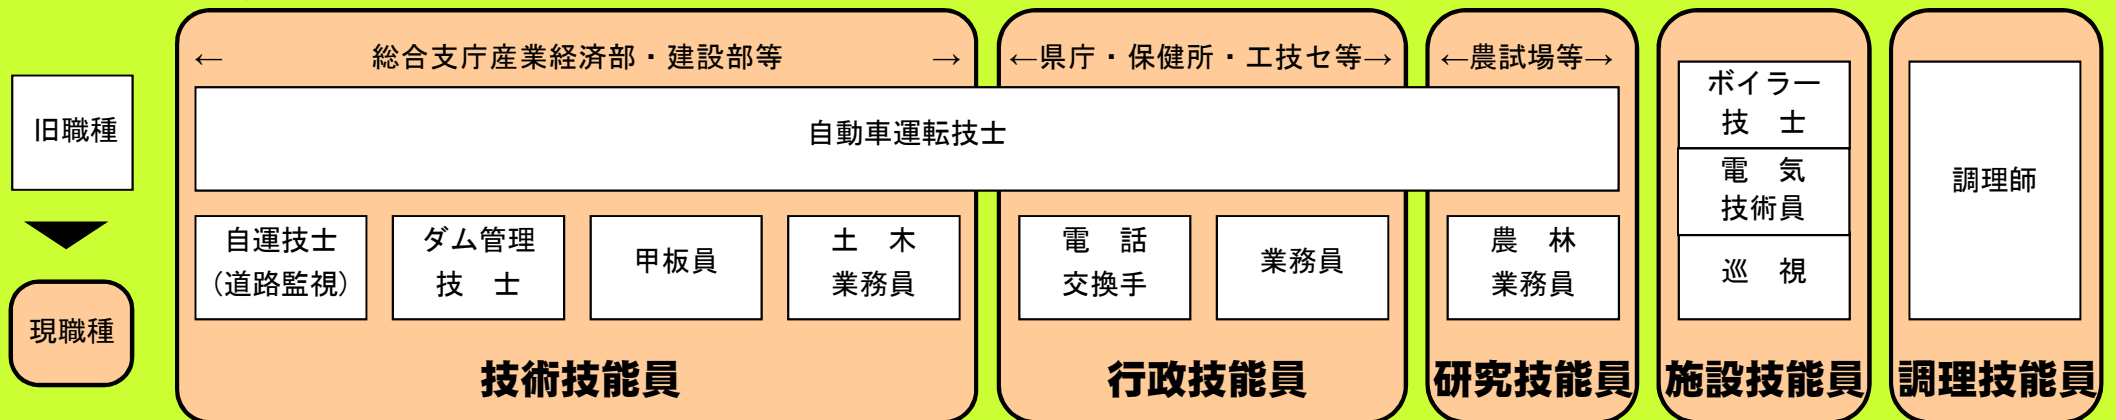 ← 総合支庁産業経済部・建設部等 →
←県庁・保健所・工技セ等→
←農試場等→
旧職種
自動車運転技士
ボイラー
技 士
電 気
技術員
巡 視
調理師
自運技士
（道路監視）
ダム管理
技 士
甲板員
土 木
業務員
電 話
交換手
業務員
農 林
業務員
現職種
技術技能員
行政技能員
研究技能員
施設技能員
調理技能員